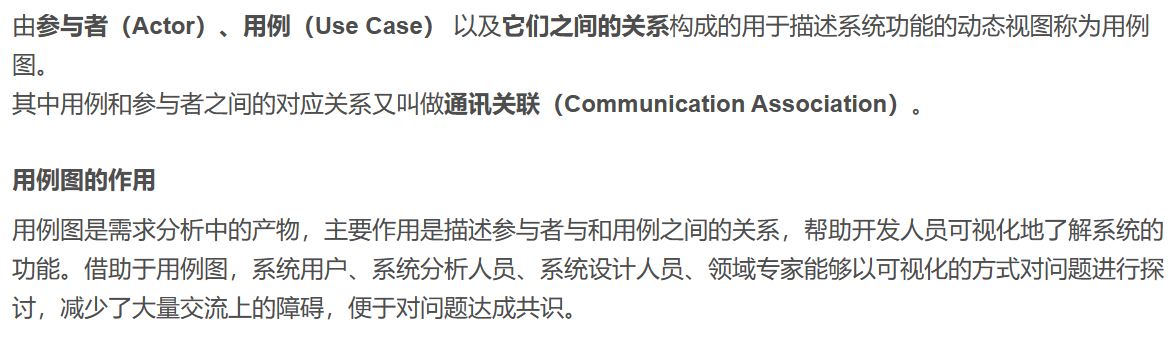 由参与者（Actor）、用例（Use Case） 以及它们之间的关系构成的用于描述系统功能的动态视图称为用例
图。
其中用例和参与者之间的对应关系又叫做通讯关联（Communication Association）。
用例图的作用
用例图是需求分析中的产物，主要作用是描述参与者与和用例之间的关系，帮助开发人员可视化地了解系统的
功能。借助于用例图，系统用户、系统分析人员、系统设计人员、领域专家能够以可视化的方式对问题进行探
讨，减少了大量交流上的障碍，便于对问题达成共识。